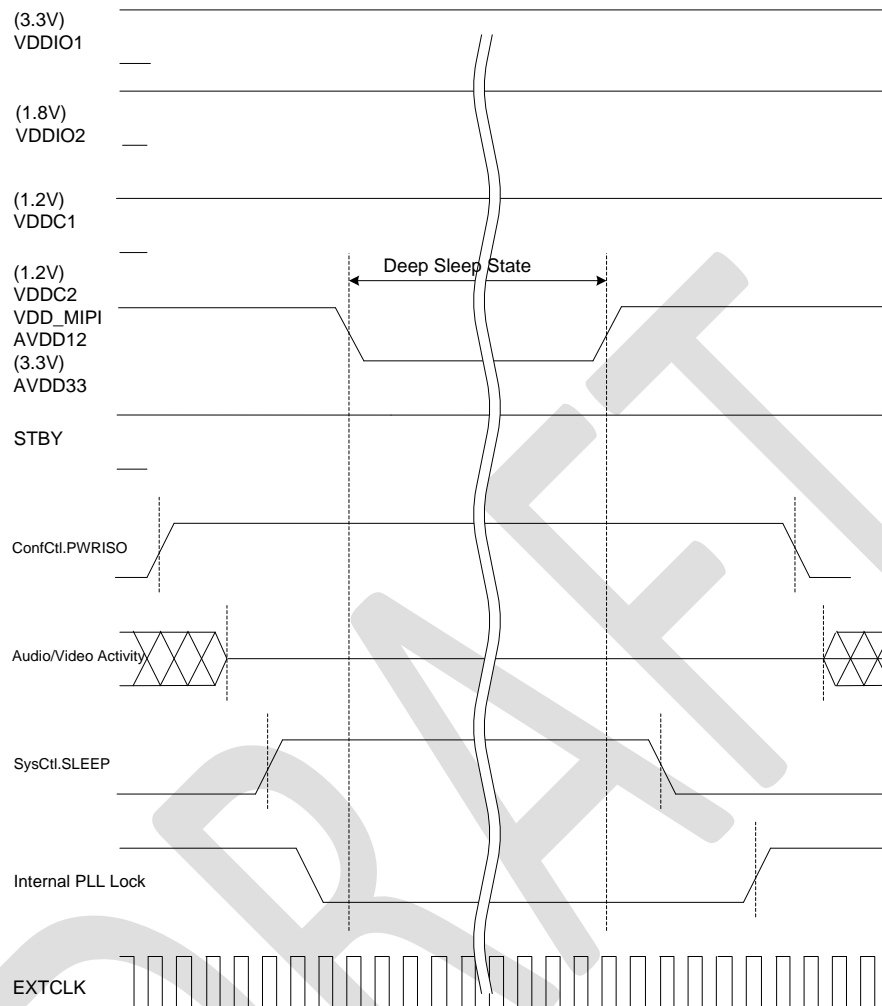 (3.3V)
VDDIO1
(1.8V)
VDDIO2
(1.2V)
VDDC1
(1.2V)
VDDC2
VDD_MIPI
AVDD12
(3.3V)
AVDD33
Deep Sleep State
STBY
ConfCtl.PWRISO
Audio/Video Activity
SysCtl.SLEEP
Internal PLL Lock
EXTCLK
DRAFT